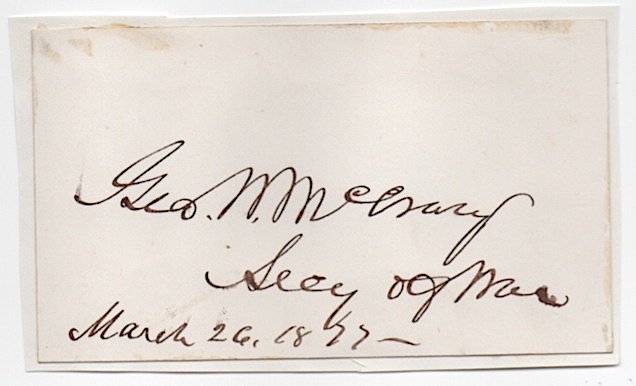 Geo. W. McCrary
Secy of War
March 26. 1877 —